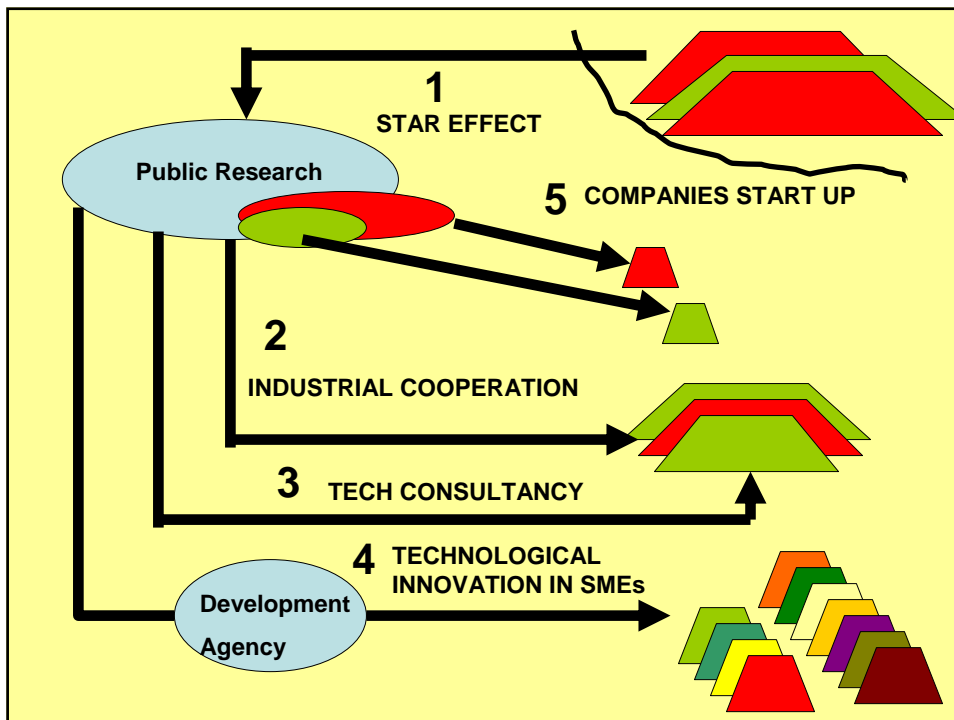 1
STAR EFFECT
Public Research
5 COMPANIES START UP
2
INDUSTRIAL COOPERATION
3 TECH CONSULTANCY
4 TECHNOLOGICAL
INNOVATION IN SMEs
Development
Agency